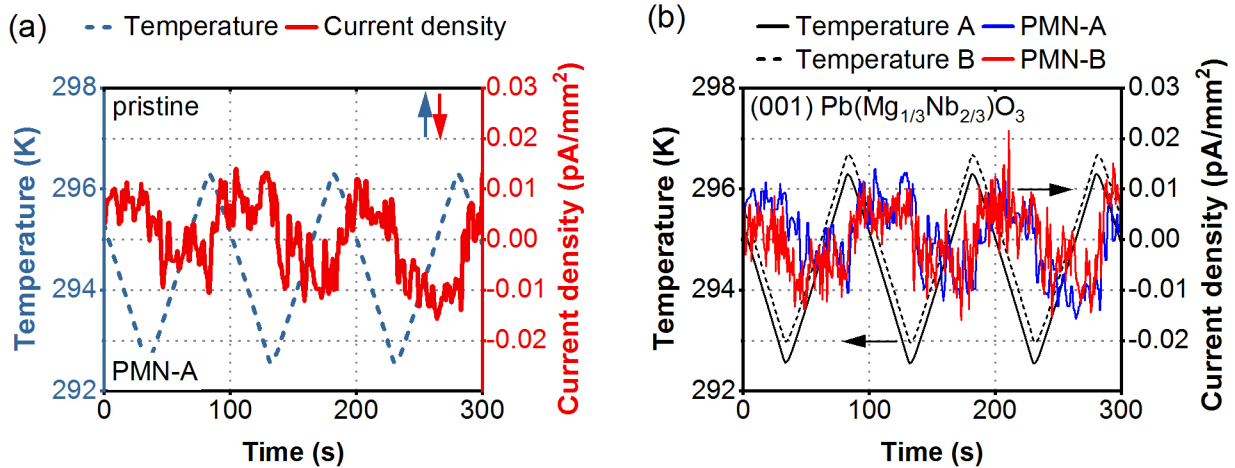 (a)
Temperature
Current density
pristine
PMN-A
Temperature (K)
298
296
294
292
0
100
200
300
Time (s)
0.03
0.02
0.01
0.00
-0.01
-0.02
Current density (pA/mm²)
(b)
Temperature A
PMN-A
Temperature B
PMN-B
(001) Pb(Mg₁/₃Nb₂/₃)O₃
Temperature (K)
298
296
294
292
0
100
200
300
Time (s)
0.03
0.02
0.01
0.00
-0.01
-0.02
Current density (pA/mm²)